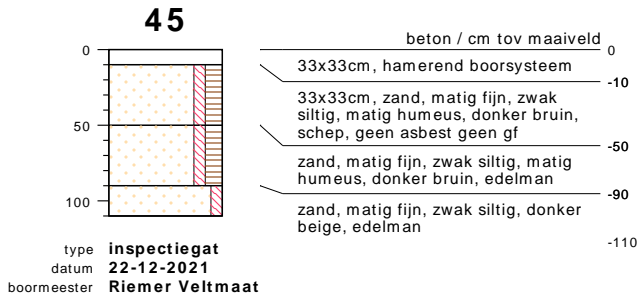 45
beton / cm tov maaiveld
0
0
33x33cm, hamerend boorsysteem
-10
33x33cm, zand, matig fijn, zwak
siltig, matig humeus, donker bruin,
schep, geen asbest geen gf
50
-50
zand, matig fijn, zwak siltig, matig
humeus, donker bruin, edelman
-90
100
zand, matig fijn, zwak siltig, donker
beige, edelman
-110
type inspectiegat
datum 22-12-2021
boormeester Riemer Veltmaat